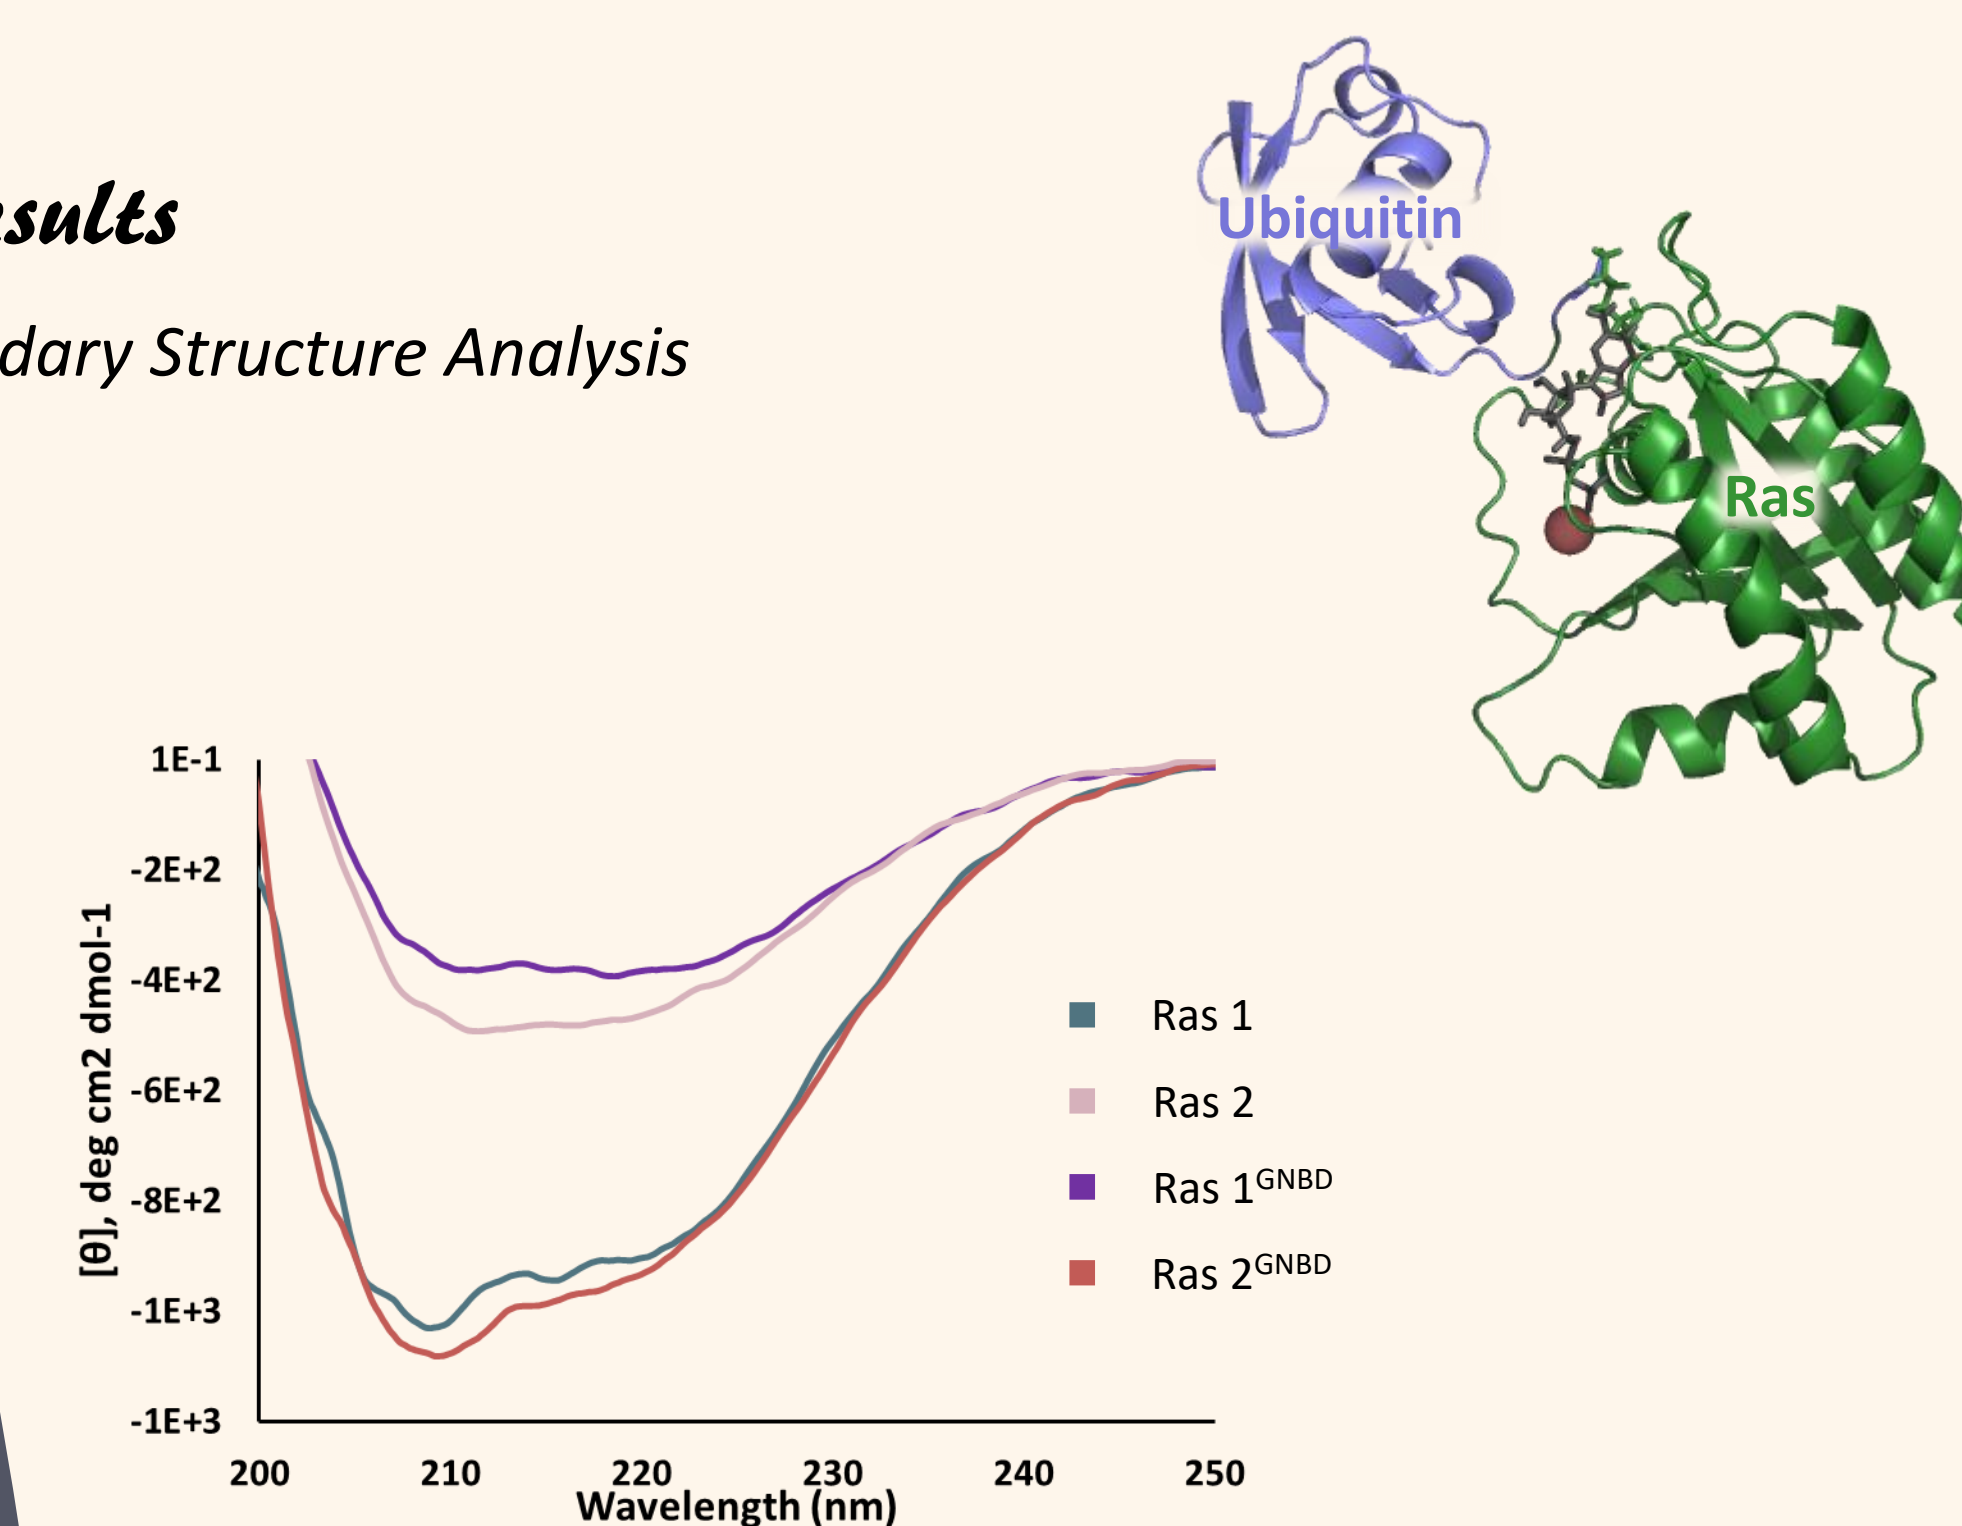 sults
dary Structure Analysis
Ubiquitin
Ras
1E-1
-2E+2
-4E+2
-6E+2
-8E+2
-1E+3
-1E+3
[θ], deg cm2 dmol-1
200 210 220 230 240 250
Wavelength (nm)
Ras 1
Ras 2
Ras 1GNBD
Ras 2GNBD